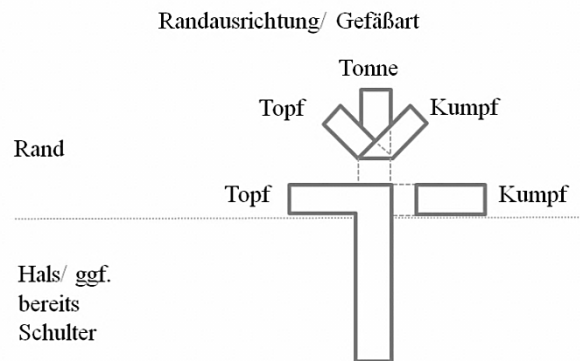 Randausrichtung/ Gefäßart
Tonne
Topf
Kumpf
Rand
Topf
Kumpf
Hals/ ggf.
bereits
Schulter